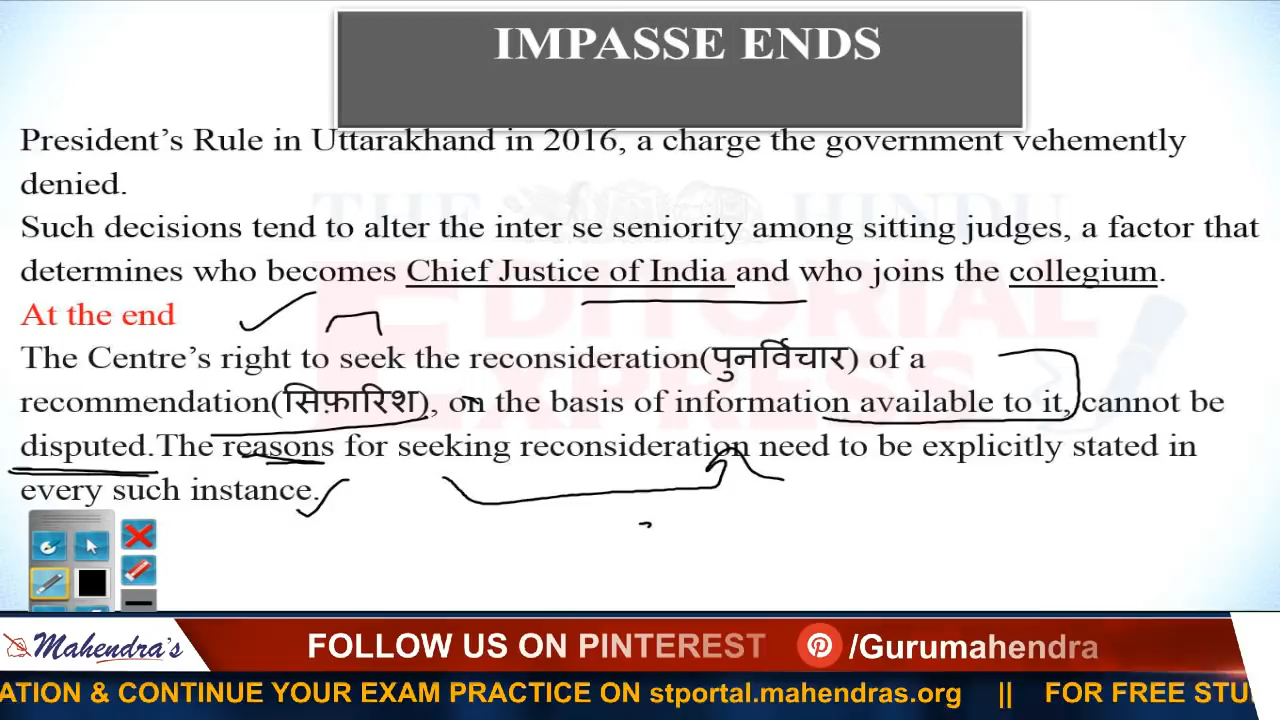 IMPASSE ENDS
President's Rule in Uttarakhand in 2016, a charge the government vehemently
denied.
THE HINDU
Such decisions tend to alter the inter se seniority among sitting judges, a factor that
determines who becomes Chief Justice of India and who joins the collegium.
EDITORIAL
At the end
The Centre's right to seek the reconsideration(पुनर्विचार) of a
EXPRESS
recommendation(सिफ़ारिश), on the basis of information available to it, cannot be
disputed.The reasons for seeking reconsideration need to be explicitly stated in
every such instance.
Mahendra's
FOLLOW US ON PINTEREST
/Gurumahendra
ATION & CONTINUE YOUR EXAM PRACTICE ON stportal.mahendras.org || FOR FREE STU